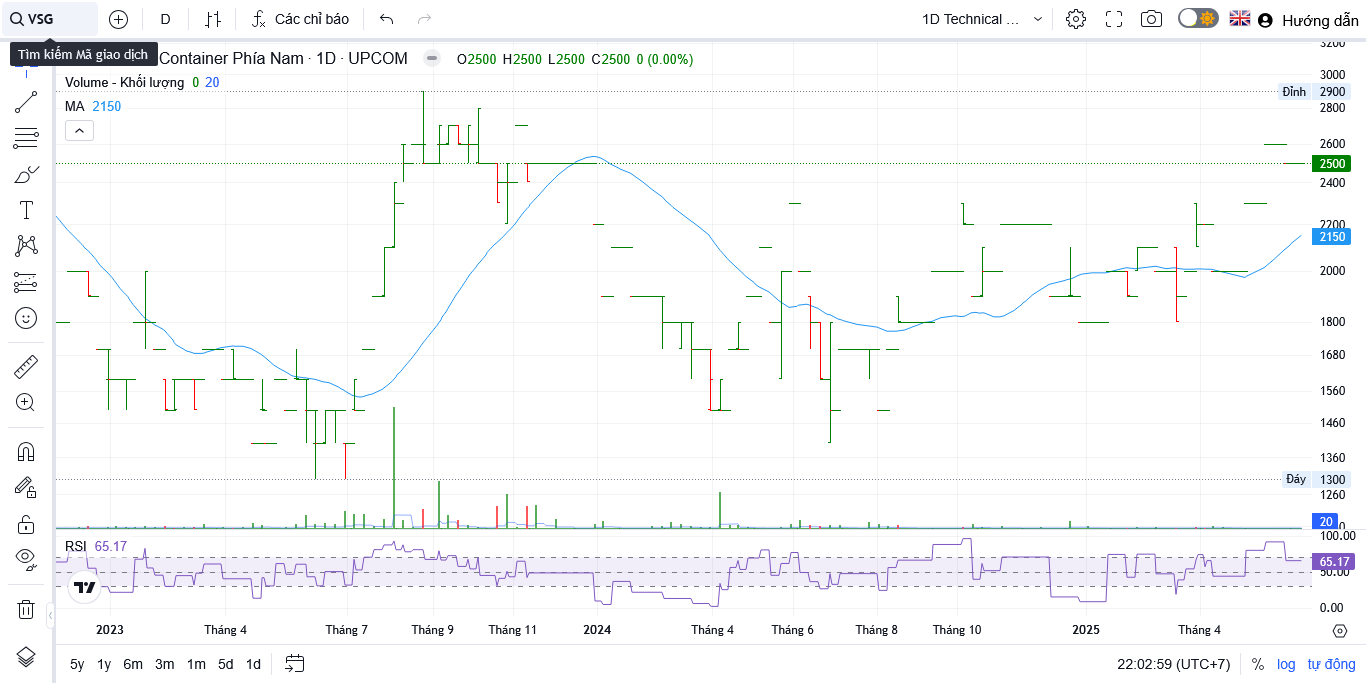 VSG
D
Các chỉ báo
1D Technical ...
Hướng dẫn
Tìm kiếm Mã giao dịch
Container Phía Nam · 1D · UPCOM
O2500 H2500 L2500 C2500 0 (0.00%)
Volume - Khối lượng 0 20
MA 2150
3200
3000
Đỉnh 2900
2800
2600
2500
2400
2200
2150
2000
1800
1680
1560
1460
1360
Đáy 1300
1260
20
0
RSI 65.17
100.00
65.17
50.00
0.00
2023
Tháng 4
Tháng 7
Tháng 9
Tháng 11
2024
Tháng 4
Tháng 6
Tháng 8
Tháng 10
2025
Tháng 4
5y 1y 6m 3m 1m 5d 1d
22:02:59 (UTC+7)
% log tự động